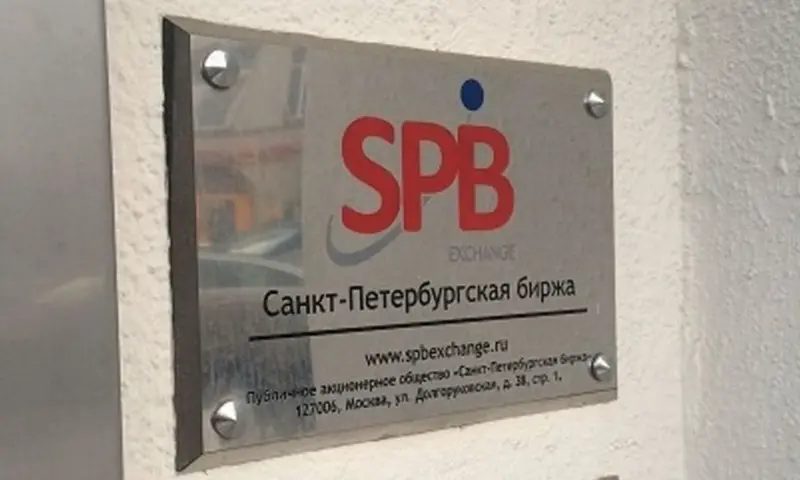 SPB
EXCHANGE
Санкт-Петербургская биржа
www.spbexchange.ru
Публичное акционерное общество «Санкт-Петербургская биржа»
127006, Москва, ул. Долгоруковская, д. 38, стр. 1.